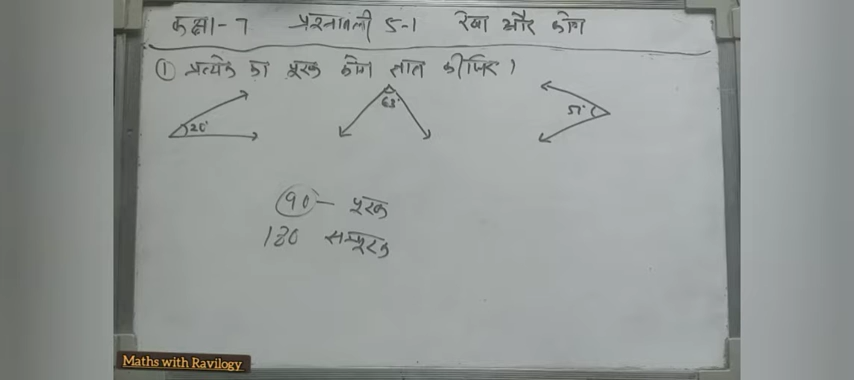 कक्षा-7 प्रश्नावली 5-1 रेखा और कोण
① प्रत्येक का पूरक कोण ज्ञात कीजिए।
20° 63° 57°
90 - पूरक
180 सम्पूरक
Maths with Ravilogy